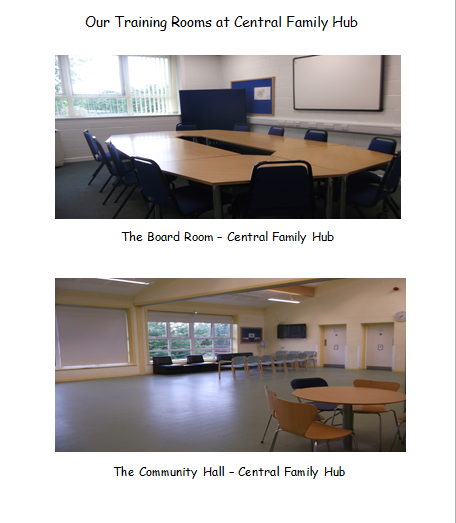 Our Training Rooms at Central Family Hub
The Board Room – Central Family Hub
The Community Hall – Central Family Hub